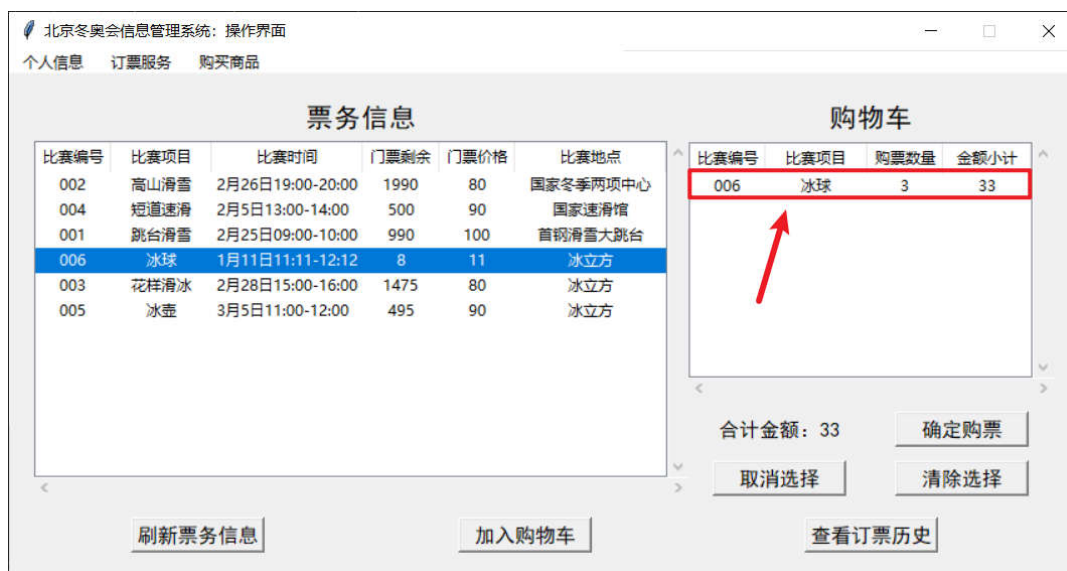 北京冬奥会信息管理系统：操作界面
个人信息 订票服务 购买商品
票务信息
比赛编号 比赛项目 比赛时间 门票剩余 门票价格 比赛地点
002 高山滑雪 2月26日19:00-20:00 1990 80 国家冬季两项中心
004 短道速滑 2月5日13:00-14:00 500 90 国家速滑馆
001 跳台滑雪 2月25日09:00-10:00 990 100 首钢滑雪大跳台
006 冰球 1月11日11:11-12:12 8 11 冰立方
003 花样滑冰 2月28日15:00-16:00 1475 80 冰立方
005 冰壶 3月5日11:00-12:00 495 90 冰立方
购物车
比赛编号 比赛项目 购票数量 金额小计
006 冰球 3 33
合计金额：33 确定购票
取消选择 清除选择
刷新票务信息 加入购物车 查看订票历史